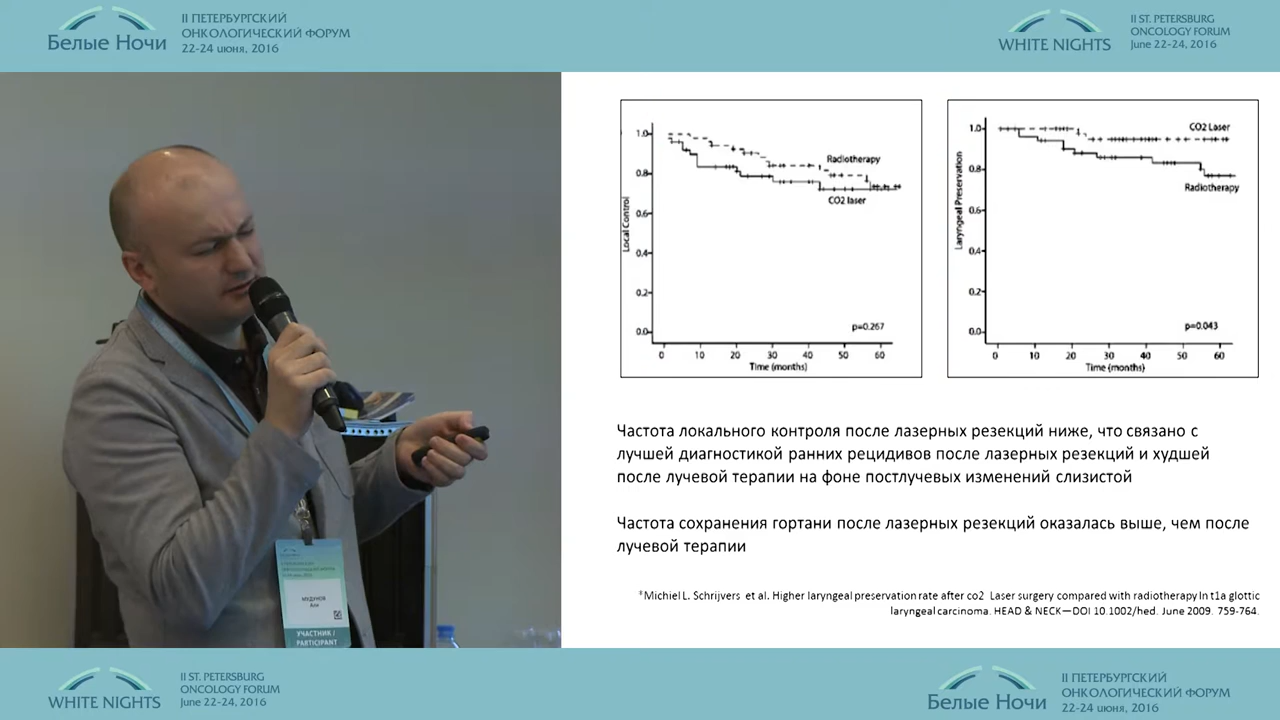 II ПЕТЕРБУРГСКИЙ
ОНКОЛОГИЧЕСКИЙ ФОРУМ
22-24 июня, 2016
Белые Ночи
II ST. PETERSBURG
ONCOLOGY FORUM
June 22-24, 2016
WHITE NIGHTS
1.0
0.8
0.6
0.4
0.2
0.0
Local Control
Radiotherapy
CO2 laser
p=0.267
0 10 20 30 40 50 60
Time (months)
1.0
0.8
0.6
0.4
0.2
0.0
Laryngeal Preservation
CO2 Laser
Radiotherapy
p=0.043
0 10 20 30 40 50 60
Time (months)
Частота локального контроля после лазерных резекций ниже, что связано с
лучшей диагностикой ранних рецидивов после лазерных резекций и худшей
после лучевой терапии на фоне постлучевых изменений слизистой
Частота сохранения гортани после лазерных резекций оказалась выше, чем после
лучевой терапии
*Michiel L. Schrijvers et al. Higher laryngeal preservation rate after co2 Laser surgery compared with radiotherapy In t1a glottic
laryngeal carcinoma. HEAD & NECK—DOI 10.1002/hed. June 2009. 759-764.
МУДУНОВ
Али
УЧАСТНИК /
PARTICIPANT
WHITE NIGHTS
II ST. PETERSBURG
ONCOLOGY FORUM
June 22-24, 2016
Белые Ночи
II ПЕТЕРБУРГСКИЙ
ОНКОЛОГИЧЕСКИЙ ФОРУМ
22-24 июня, 2016